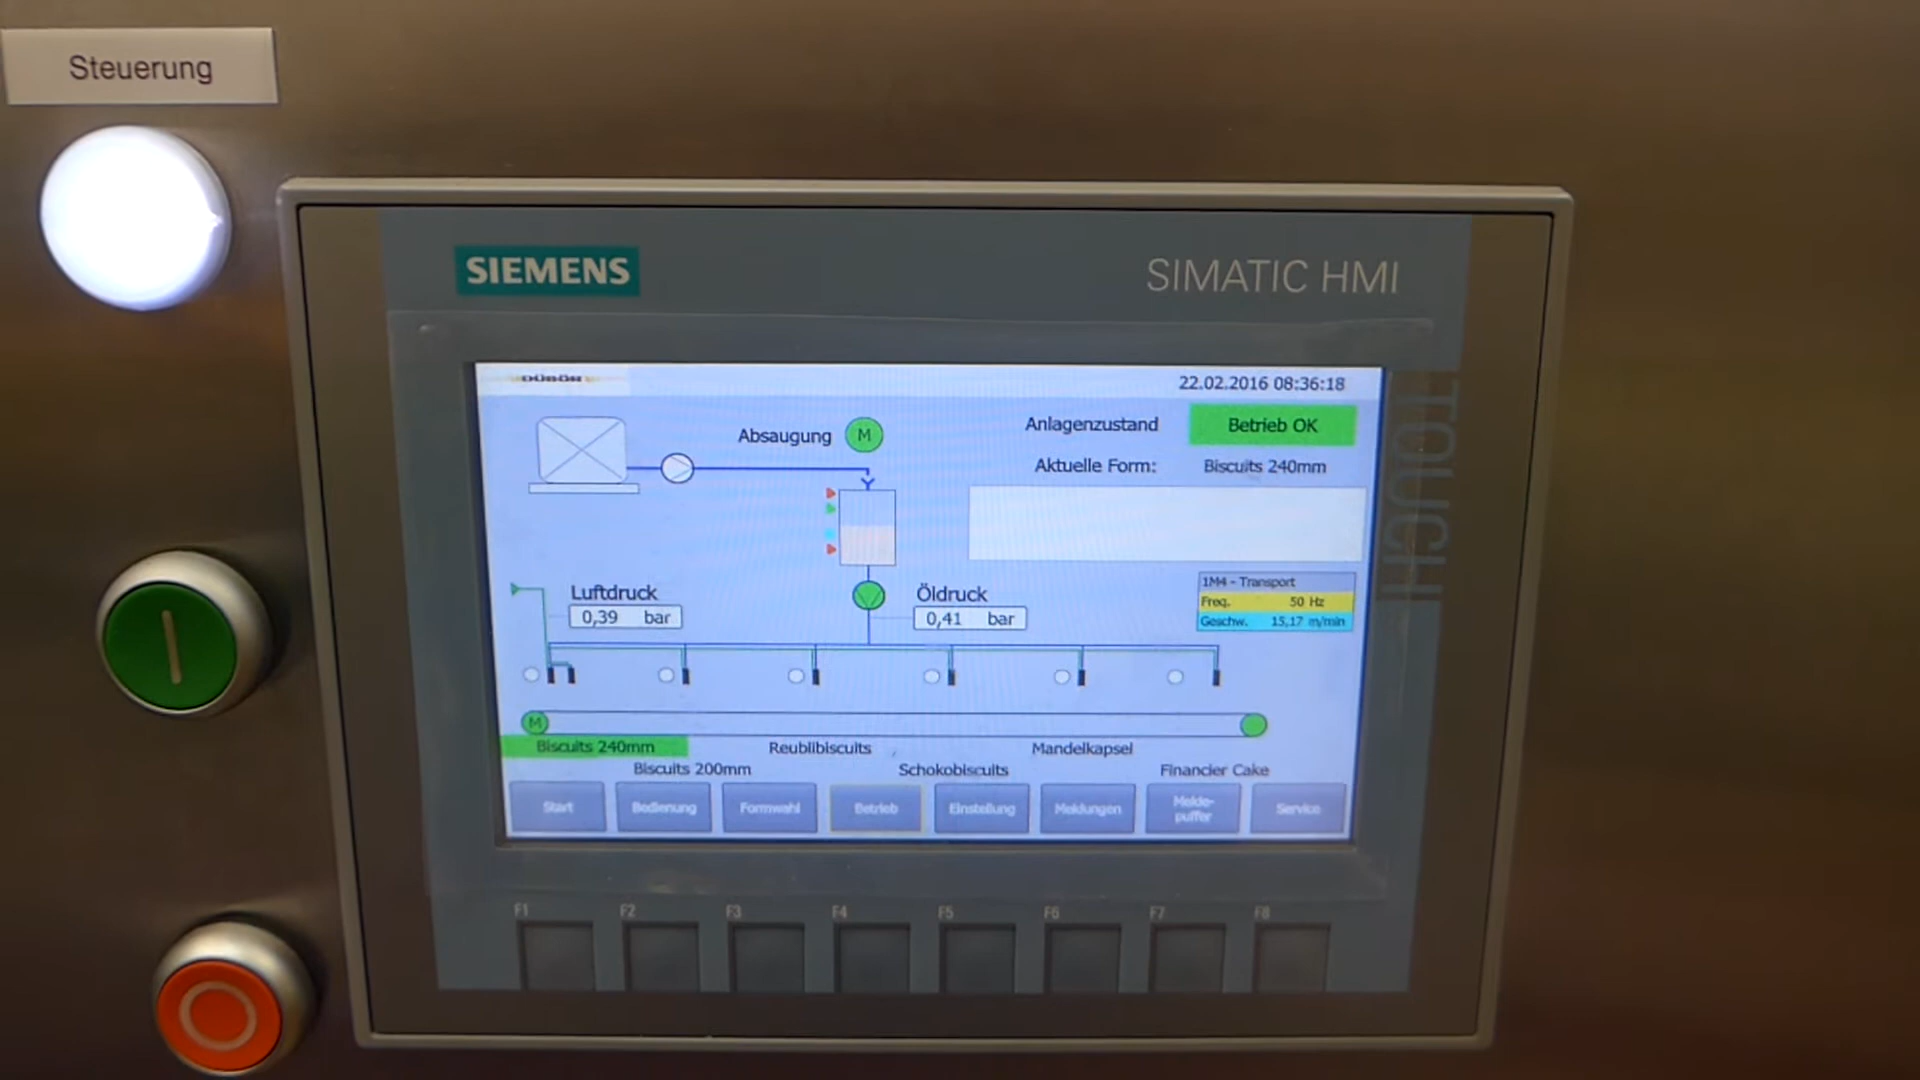 Steuerung
SIEMENS
SIMATIC HMI
TOUCH
DÜBÖR
22.02.2016 08:36:18
Absaugung M
Anlagenzustand Betrieb OK
Aktuelle Form: Biscuits 240mm
1M4 - Transport
Freq. 50 Hz
Geschw. 15,17 m/min
Luftdruck
0,39 bar
Öldruck
0,41 bar
M
Biscuits 240mm Reublibiscuits Mandelkapsel
Biscuits 200mm Schokobiscuits Financier Cake
Start Bedienung Formwahl Betrieb Einstellung Meldungen Melde-puffer Service
F1 F2 F3 F4 F5 F6 F7 F8